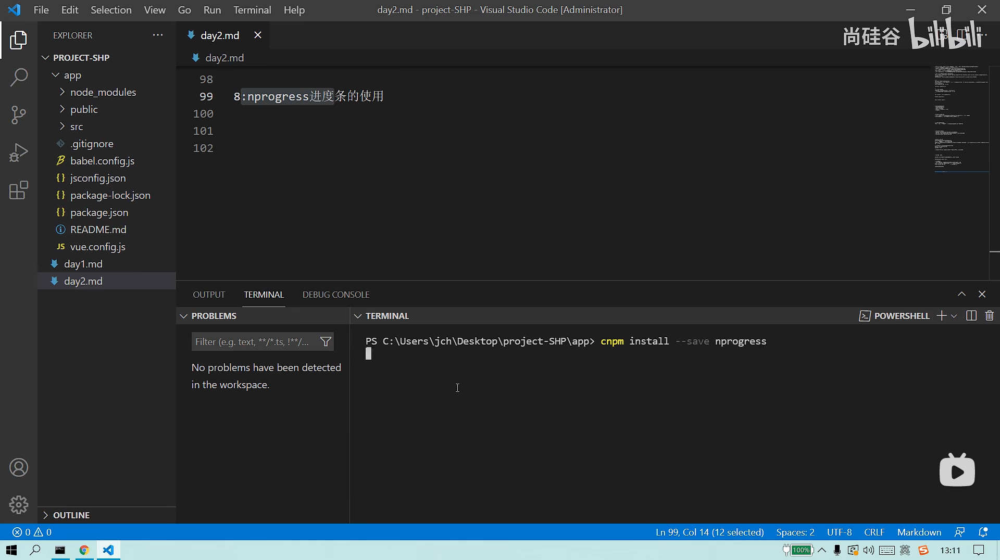 File Edit Selection View Go Run Terminal Help
day2.md - project-SHP - Visual Studio Code [Administrator]
EXPLORER
day2.md
尚硅谷 bilibili
PROJECT-SHP
day2.md
app
node_modules
public
src
.gitignore
babel.config.js
jsconfig.json
package-lock.json
package.json
README.md
vue.config.js
day1.md
day2.md
OUTLINE
98
99 8:nprogress进度条的使用
100
101
102
OUTPUT TERMINAL DEBUG CONSOLE
PROBLEMS
Filter (e.g. text, **/*.ts, !**/...
No problems have been detected
in the workspace.
TERMINAL
POWERSHELL
PS C:\Users\jch\Desktop\project-SHP\app> cnpm install --save nprogress
0 0
Ln 99, Col 14 (12 selected) Spaces: 2 UTF-8 CRLF Markdown
100% 英 13:11